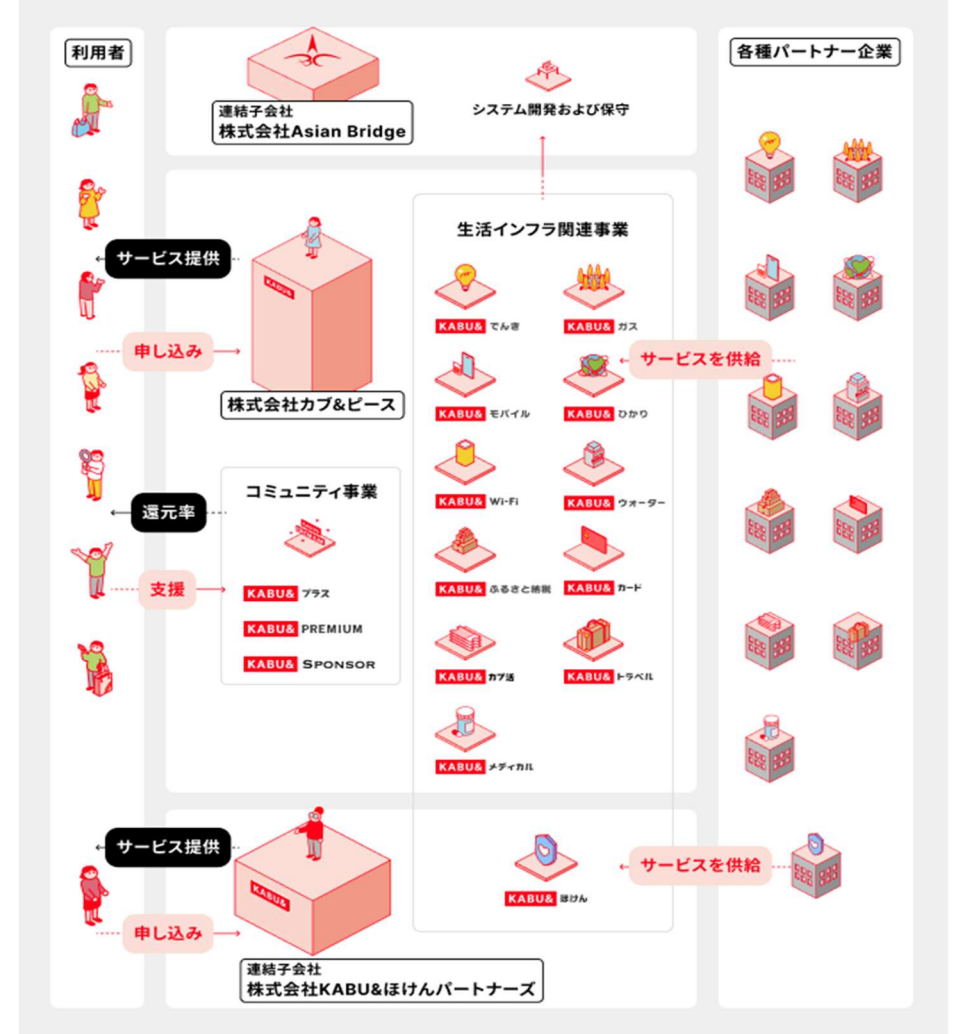 利用者
各種パートナー企業
連結子会社
株式会社Asian Bridge
システム開発および保守
生活インフラ関連事業
サービス提供
KABU&
申し込み
株式会社カブ&ピース
KABU& でんき
KABU& ガス
サービスを供給
KABU& モバイル
KABU& ひかり
KABU& Wi-Fi
KABU& ウォーター
KABU& ふるさと納税
KABU& カード
KABU& カブ活
KABU& トラベル
KABU& メディカル
コミュニティ事業
還元率
支援
KABU& プラス
KABU& PREMIUM
KABU& SPONSOR
サービス提供
KABU&
申し込み
KABU& ほけん
サービスを供給
連結子会社
株式会社KABU&ほけんパートナーズ